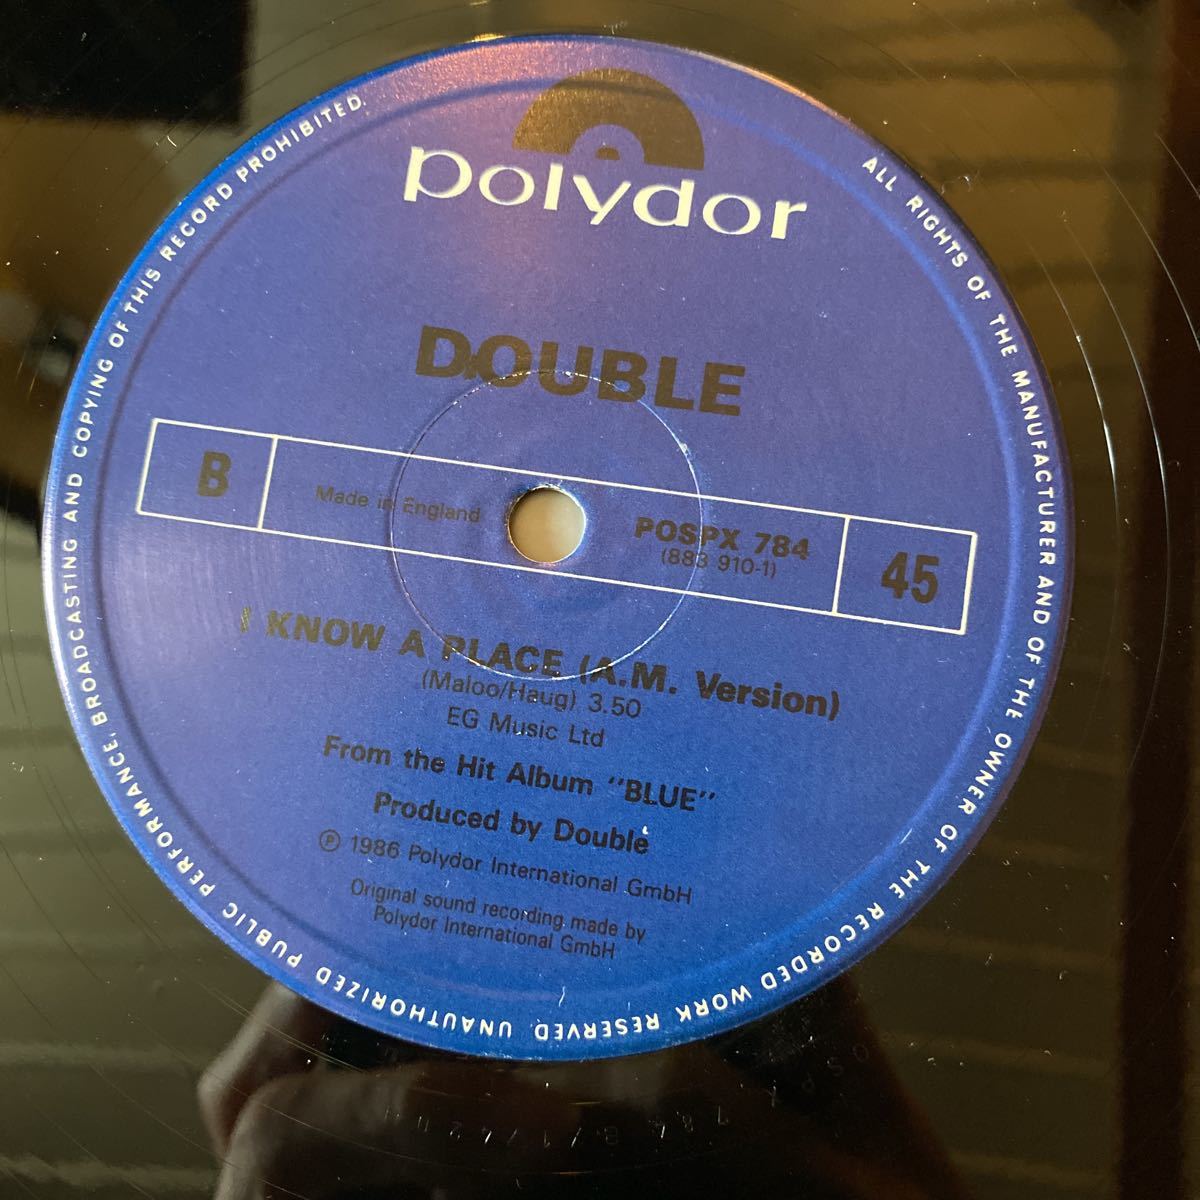 polydor
DOUBLE
B
Made in England
POSPX 784
(883 910-1)
45
I KNOW A PLACE (A.M. Version)
(Maloo/Haug) 3.50
EG Music Ltd
From the Hit Album "BLUE"
Produced by Double
℗ 1986 Polydor International GmbH
Original sound recording made by
Polydor International GmbH
ALL RIGHTS OF THE MANUFACTURER AND OF THE OWNER OF THE RECORDED WORK RESERVED. UNAUTHORIZED PUBLIC PERFORMANCE, BROADCASTING AND COPYING OF THIS RECORD PROHIBITED.